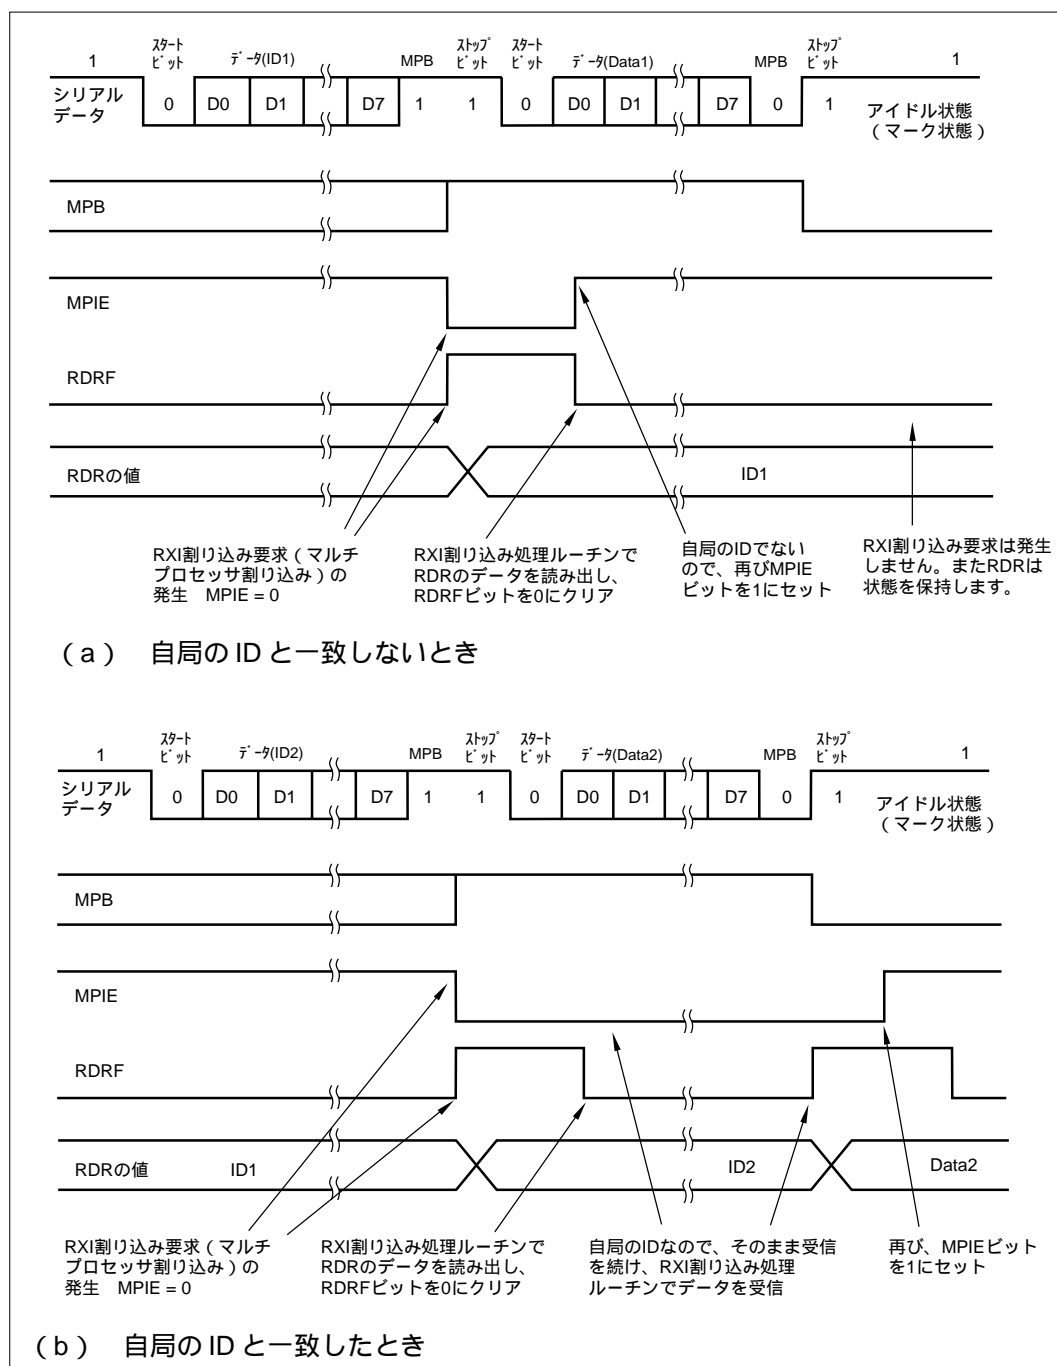 スタート
ビット
データ(ID1)
MPB
ストップ
ビット
スタート
ビット
データ(Data1)
MPB
ストップ
ビット
1
1
シリアル
データ
0 D0 D1 D7 1 1 0 D0 D1 D7 0 1
アイドル状態
(マーク状態)
MPB
MPIE
RDRF
RDRの値
ID1
RXI割り込み要求(マルチ
プロセッサ割り込み)の
発生 MPIE = 0
RXI割り込み処理ルーチンで
RDRのデータを読み出し、
RDRFビットを0にクリア
自局のIDでない
ので、再びMPIE
ビットを1にセット
RXI割り込み要求は発生
しません。またRDRは
状態を保持します。
(a) 自局の ID と一致しないとき
スタート
ビット
データ(ID2)
MPB
ストップ
ビット
スタート
ビット
データ(Data2)
MPB
ストップ
ビット
1
1
シリアル
データ
0 D0 D1 D7 1 1 0 D0 D1 D7 0 1
アイドル状態
(マーク状態)
MPB
MPIE
RDRF
RDRの値
ID1
ID2
Data2
RXI割り込み要求(マルチ
プロセッサ割り込み)の
発生 MPIE = 0
RXI割り込み処理ルーチンで
RDRのデータを読み出し、
RDRFビットを0にクリア
自局のIDなので、そのまま受信
を続け、RXI割り込み処理
ルーチンでデータを受信
再び、MPIEビット
を1にセット
(b) 自局の ID と一致したとき